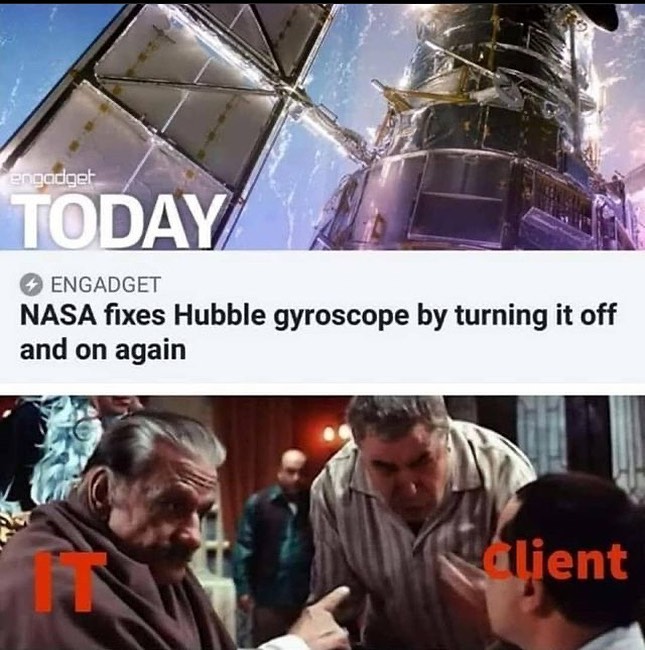 engadget
TODAY
ENGADGET
NASA fixes Hubble gyroscope by turning it off
and on again
IT
Client